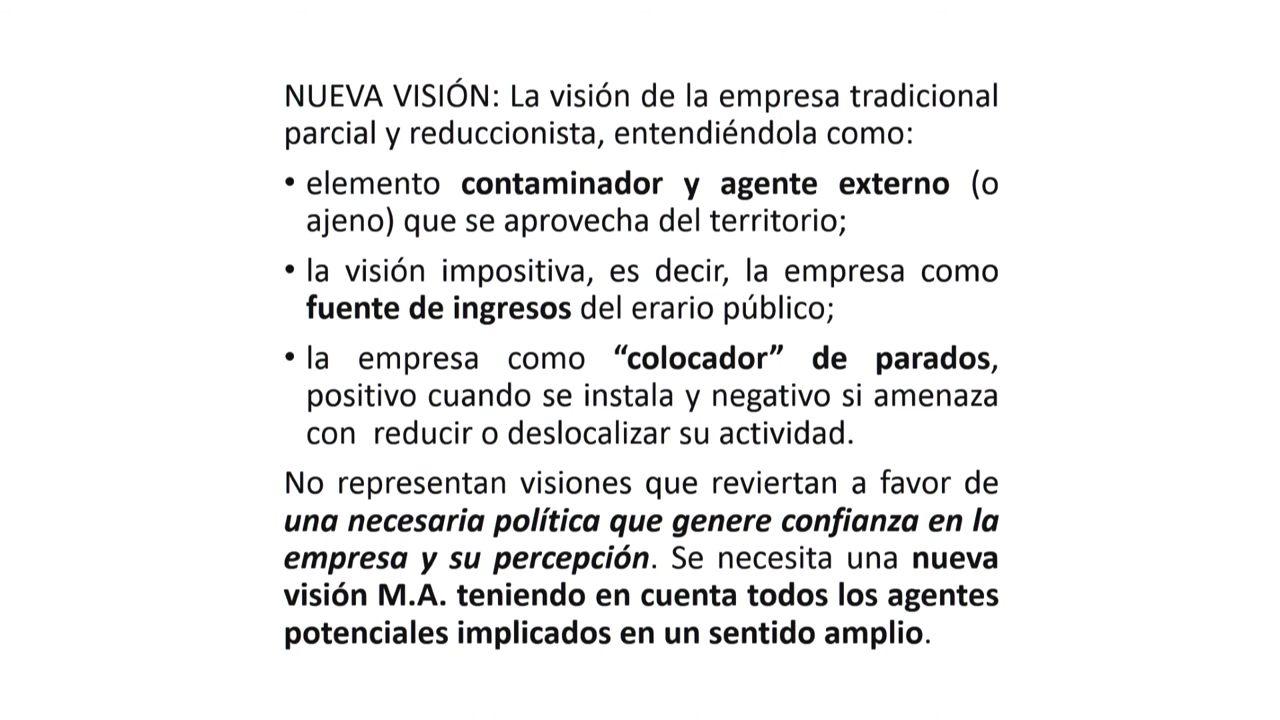 NUEVA VISIÓN: La visión de la empresa tradicional
parcial y reduccionista, entendiéndola como:
• elemento contaminador y agente externo (o
ajeno) que se aprovecha del territorio;
• la visión impositiva, es decir, la empresa como
fuente de ingresos del erario público;
• la empresa como “colocador” de parados,
positivo cuando se instala y negativo si amenaza
con reducir o deslocalizar su actividad.
No representan visiones que reviertan a favor de
una necesaria política que genere confianza en la
empresa y su percepción. Se necesita una nueva
visión M.A. teniendo en cuenta todos los agentes
potenciales implicados en un sentido amplio.